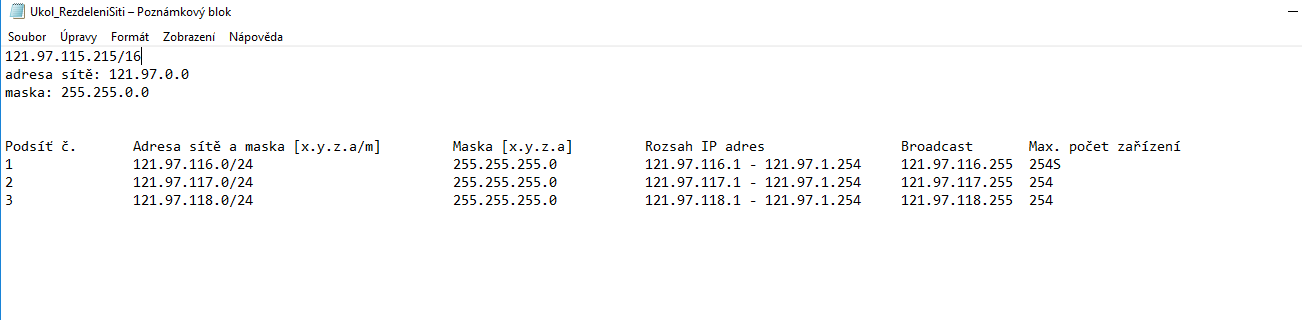 Ukol_RezdeleniSiti – Poznámkový blok
Soubor Úpravy Formát Zobrazení Nápověda
121.97.115.215/16
adresa sítě: 121.97.0.0
maska: 255.255.0.0
Podsíť č. Adresa sítě a maska [x.y.z.a/m] Maska [x.y.z.a] Rozsah IP adres Broadcast Max. počet zařízení
1 121.97.116.0/24 255.255.255.0 121.97.116.1 - 121.97.1.254 121.97.116.255 254S
2 121.97.117.0/24 255.255.255.0 121.97.117.1 - 121.97.1.254 121.97.117.255 254
3 121.97.118.0/24 255.255.255.0 121.97.118.1 - 121.97.1.254 121.97.118.255 254